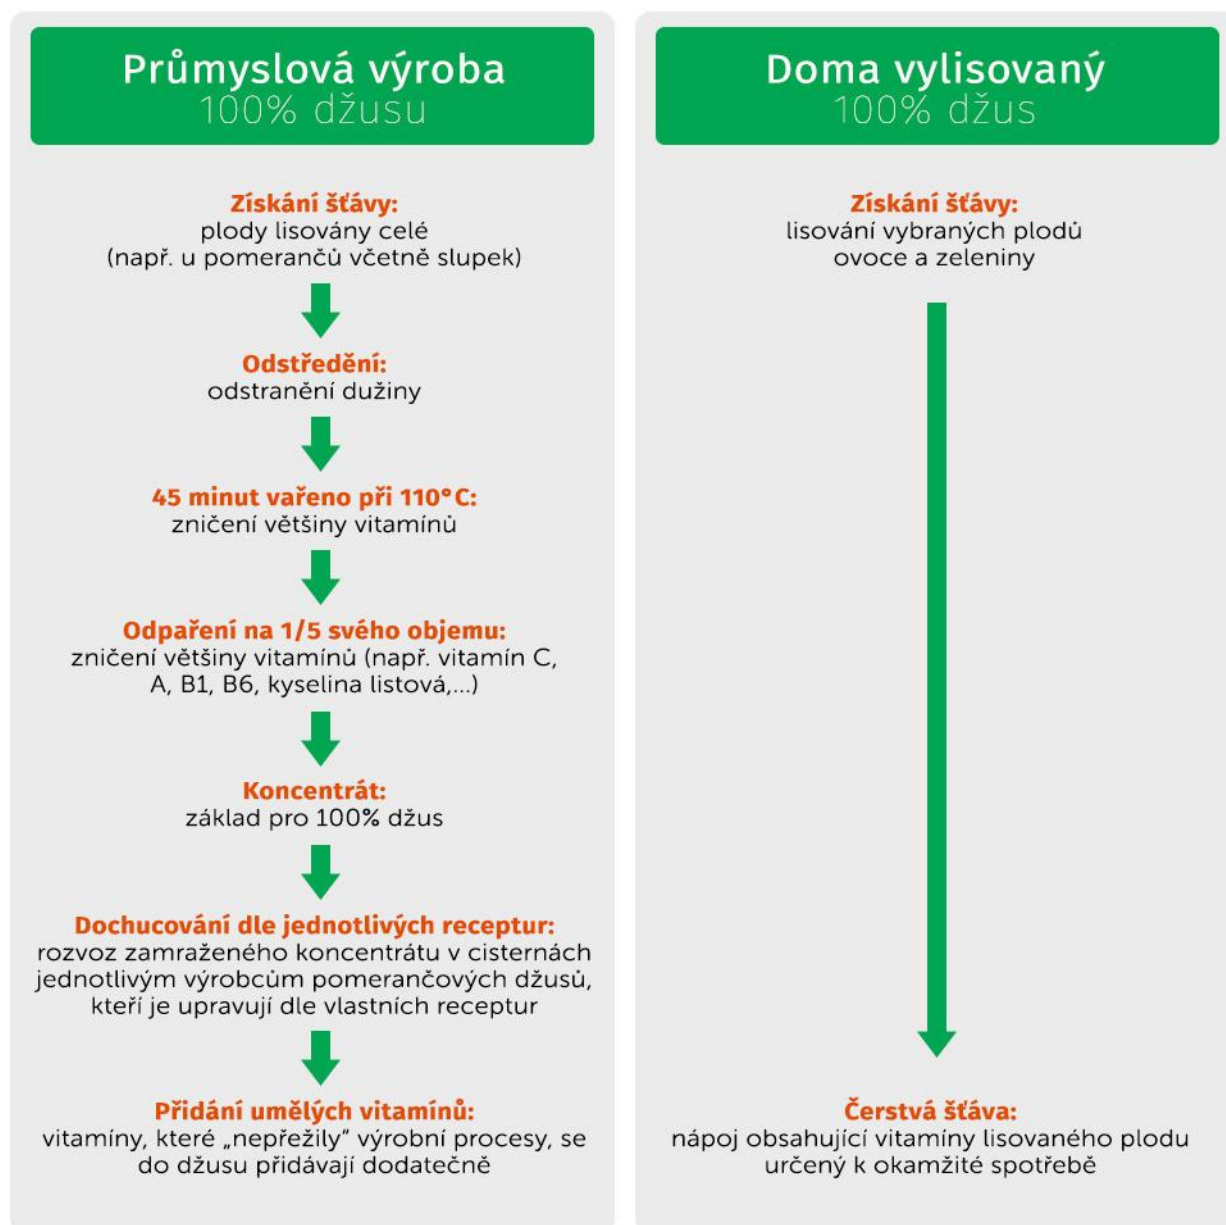 Průmyslová výroba
100% džusu
Získání šťávy:
plody lisovány celé
(např. u pomerančů včetně slupek)
Odstředění:
odstranění dužiny
45 minut vařeno při 110°C:
zničení většiny vitamínů
Odpaření na 1/5 svého objemu:
zničení většiny vitamínů (např. vitamín C,
A, B1, B6, kyselina listová,...)
Koncentrát:
základ pro 100% džus
Dochucování dle jednotlivých receptur:
rozvoz zamraženého koncentrátu v cisternách
jednotlivým výrobcům pomerančových džusů,
kteří je upravují dle vlastních receptur
Přidání umělých vitamínů:
vitamíny, které „nepřežily“ výrobní procesy, se
do džusu přidávají dodatečně
Doma vylisovaný
100% džus
Získání šťávy:
lisování vybraných plodů
ovoce a zeleniny
Čerstvá šťáva:
nápoj obsahující vitamíny lisovaného plodu
určený k okamžité spotřebě